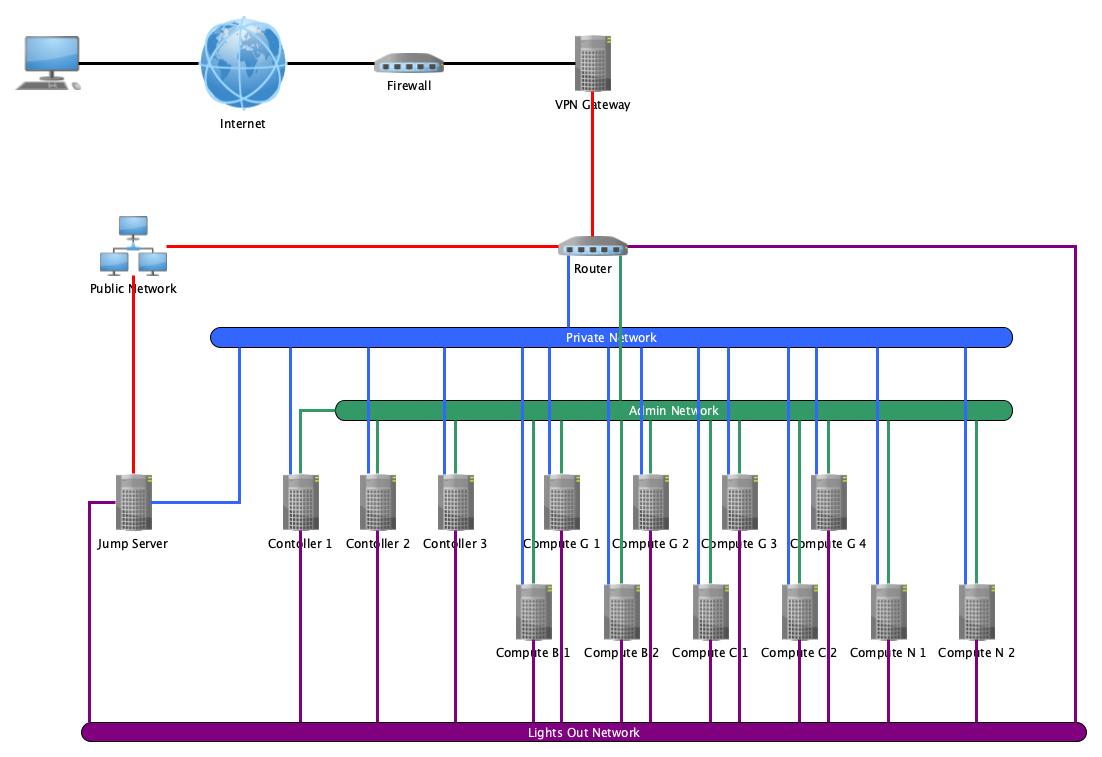 Internet
Firewall
VPN Gateway
Router
Public Network
Private Network
Admin Network
Jump Server
Contoller 1
Contoller 2
Contoller 3
Compute G 1
Compute G 2
Compute G 3
Compute G 4
Compute B 1
Compute B 2
Compute C 1
Compute C 2
Compute N 1
Compute N 2
Lights Out Network